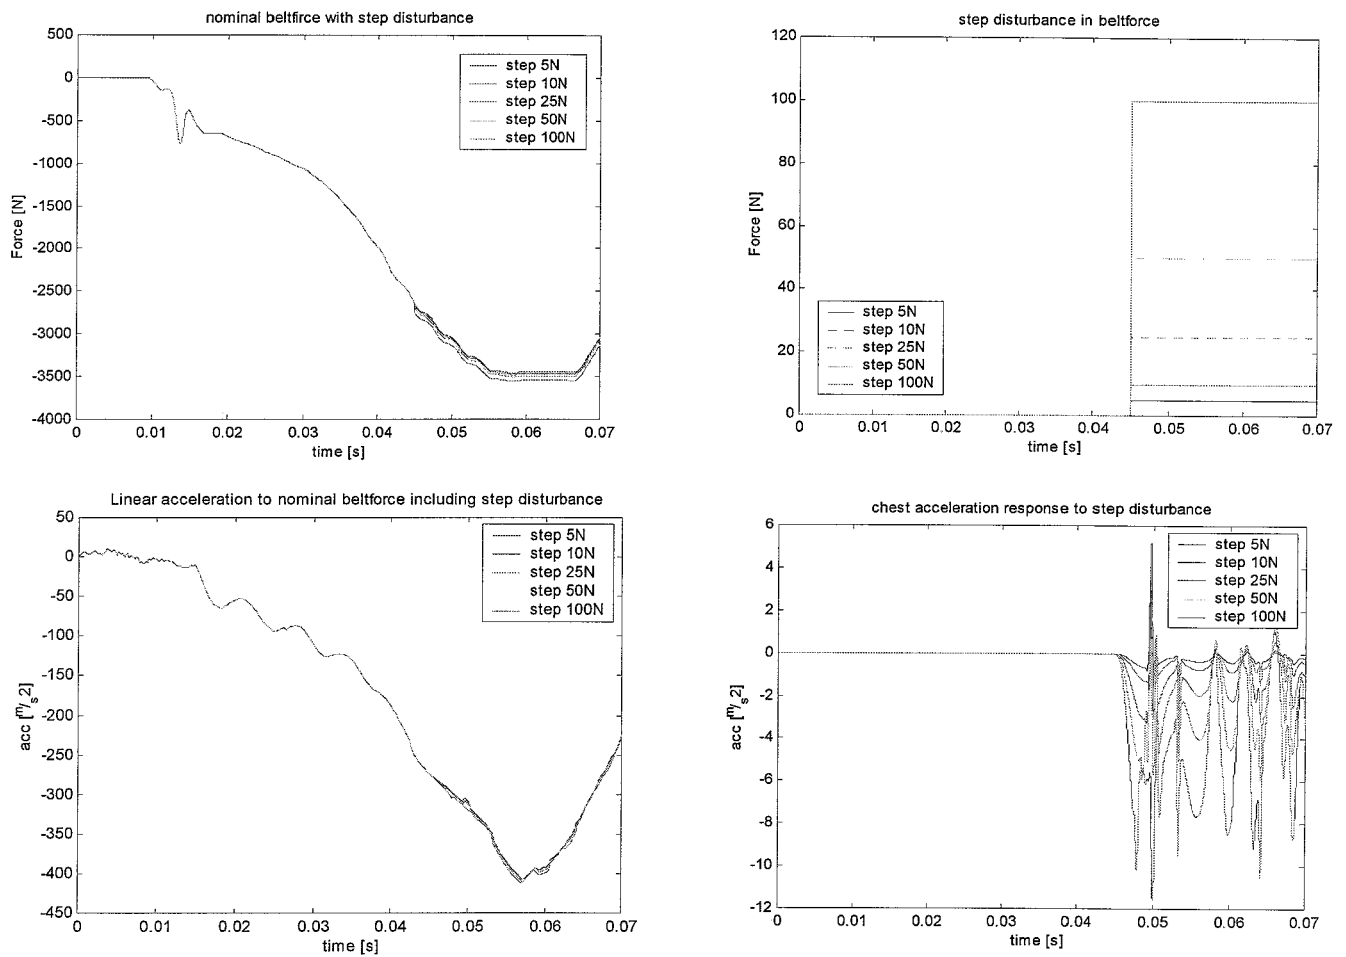 nominal beltfirce with step disturbance
500
0
-500
-1000
-1500
-2000
-2500
-3000
-3500
-4000
Force [N]
step 5N
step 10N
step 25N
step 50N
step 100N
0
0.01
0.02
0.03
0.04
0.05
0.06
0.07
time [s]
step disturbance in beltforce
120
100
80
60
40
20
0
Force [N]
step 5N
step 10N
step 25N
step 50N
step 100N
0
0.01
0.02
0.03
0.04
0.05
0.06
0.07
time [s]
Linear acceleration to nominal beltforce including step disturbance
50
0
-50
-100
-150
-200
-250
-300
-350
-400
-450
acc [m/s2]
step 5N
step 10N
step 25N
step 50N
step 100N
0
0.01
0.02
0.03
0.04
0.05
0.06
0.07
time [s]
chest acceleration response to step disturbance
6
4
2
0
-2
-4
-6
-8
-10
-12
acc [m/s2]
step 5N
step 10N
step 25N
step 50N
step 100N
0
0.01
0.02
0.03
0.04
0.05
0.06
0.07
time [s]